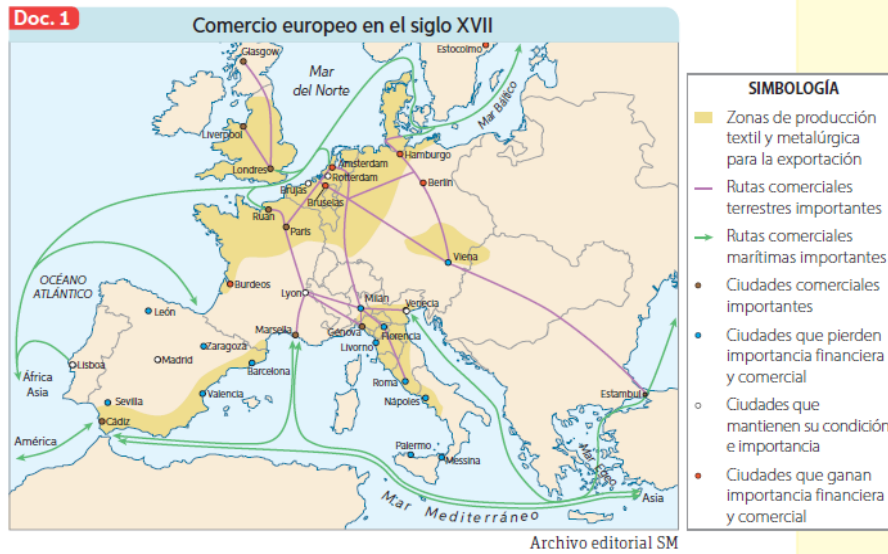 Doc. 1
Comercio europeo en el siglo XVII
Glasgow
Mar
del Norte
Estocolmo
Mar Báltico
Liverpool
Londres
Amsterdam
Rotterdam
Hamburgo
Berlin
Brujas
Bruselas
Ruán
París
Viena
OCÉANO
ATLÁNTICO
Burdeos
Lyon
Milán
Venecia
León
Marsella
Génova
Florencia
Livorno
Zaragoza
Madrid
Barcelona
Lisboa
Roma
África
Asia
Valencia
Nápoles
Estambul
Sevilla
Cádiz
América
Palermo
Messina
Mar Egeo
Mar Mediterráneo
Asia
SIMBOLOGÍA
Zonas de producción
textil y metalúrgica
para la exportación
Rutas comerciales
terrestres importantes
Rutas comerciales
marítimas importantes
Ciudades comerciales
importantes
Ciudades que pierden
importancia financiera
y comercial
Ciudades que
mantienen su condición
e importancia
Ciudades que ganan
importancia financiera
y comercial
Archivo editorial SM